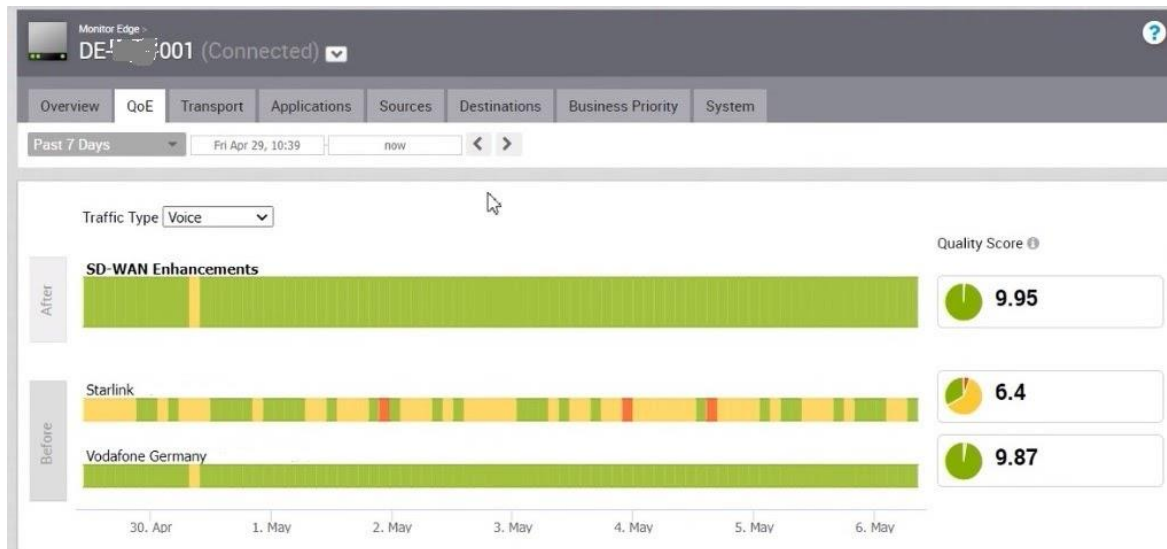 Monitor Edge >
DE- 001 (Connected)
?
Overview QoE Transport Applications Sources Destinations Business Priority System
Past 7 Days Fri Apr 29, 10:39 - now < >
Traffic Type Voice
Quality Score i
SD-WAN Enhancements
After
9.95
Starlink
6.4
Before
Vodafone Germany
9.87
30. Apr 1. May 2. May 3. May 4. May 5. May 6. May